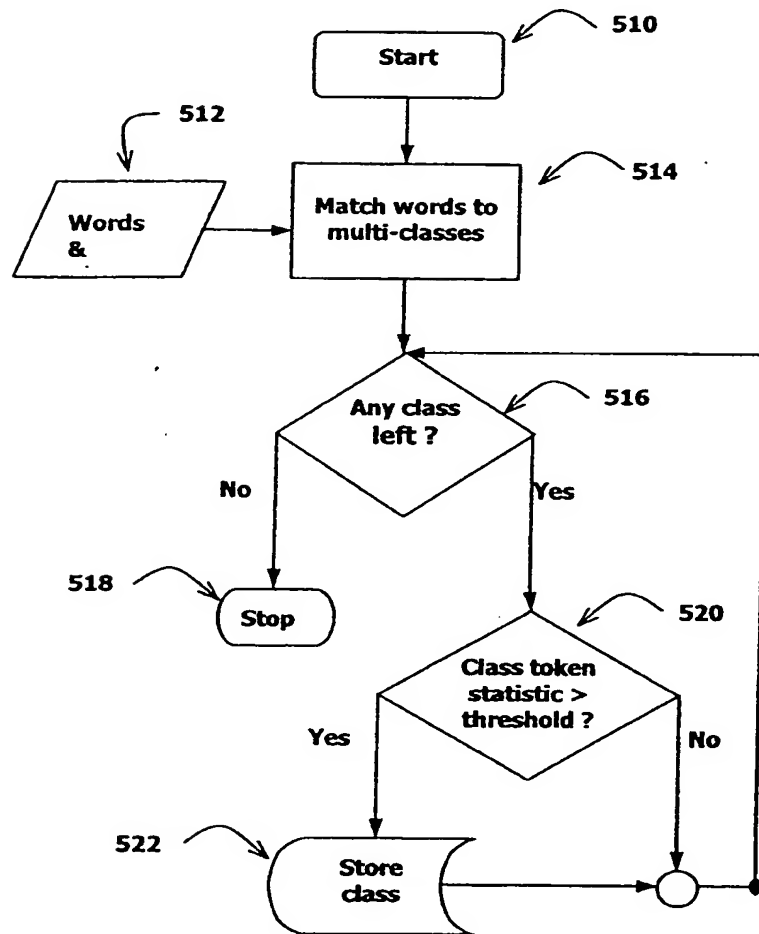 510
Start
512
514
Words
&
Match words to
multi-classes
516
Any class
left ?
No
Yes
518
Stop
520
Class token
statistic >
threshold ?
Yes
No
522
Store
class